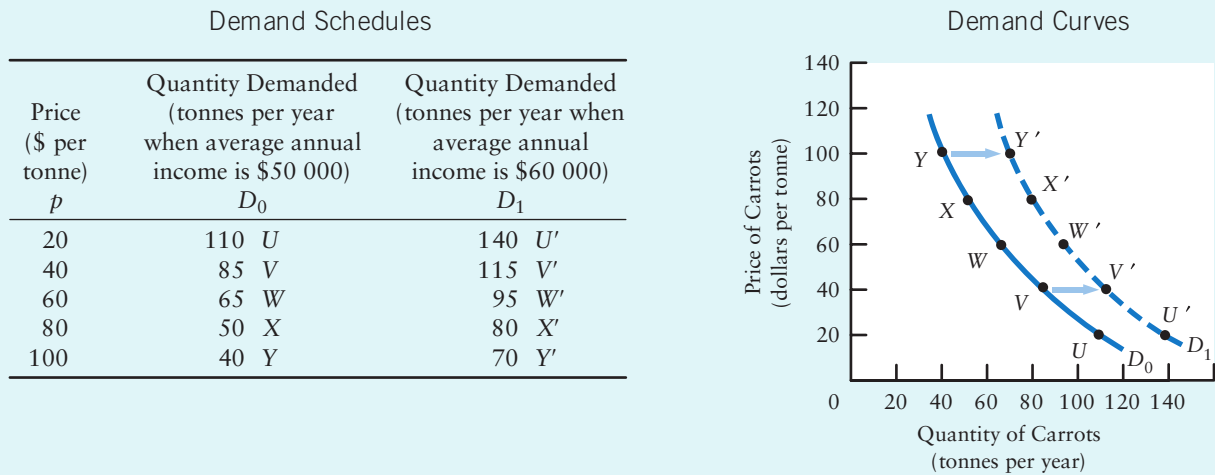 Demand Schedules
Price
($ per
tonne)
p
Quantity Demanded
(tonnes per year
when average annual
income is $50 000)
D0
Quantity Demanded
(tonnes per year when
average annual
income is $60 000)
D1
20 110 U 140 U′
40 85 V 115 V′
60 65 W 95 W′
80 50 X 80 X′
100 40 Y 70 Y′
Demand Curves
Price of Carrots
(dollars per tonne)
140
120
100
80
60
40
20
Y Y′
X X′
W W′
V V′
U U′
D0 D1
0 20 40 60 80 100 120 140
Quantity of Carrots
(tonnes per year)